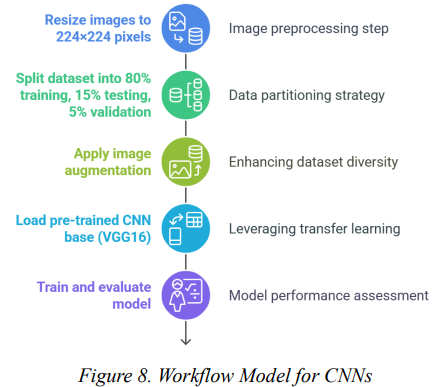 Resize images to
224×224 pixels
Image preprocessing step
Split dataset into 80%
training, 15% testing,
5% validation
Data partitioning strategy
Apply image
augmentation
Enhancing dataset diversity
Load pre-trained CNN
base (VGG16)
Leveraging transfer learning
Train and evaluate
model
Model performance assessment
Figure 8. Workflow Model for CNNs